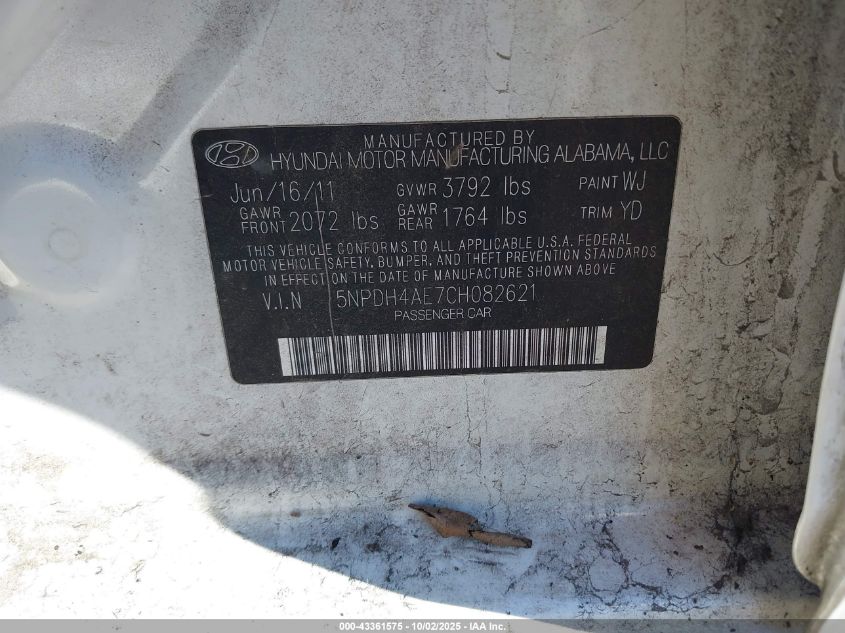 MANUFACTURED BY
HYUNDAI MOTOR MANUFACTURING ALABAMA, LLC
Jun/16/11 GVWR 3792 lbs PAINT WJ
GAWR FRONT 2072 lbs GAWR REAR 1764 lbs TRIM YD
THIS VEHICLE CONFORMS TO ALL APPLICABLE U.S.A. FEDERAL
MOTOR VEHICLE SAFETY, BUMPER, AND THEFT PREVENTION STANDARDS
IN EFFECT ON THE DATE OF MANUFACTURE SHOWN ABOVE
V.I.N 5NPDH4AE7CH082621
PASSENGER CAR
000-43361575 - 10/02/2025 - IAA Inc.